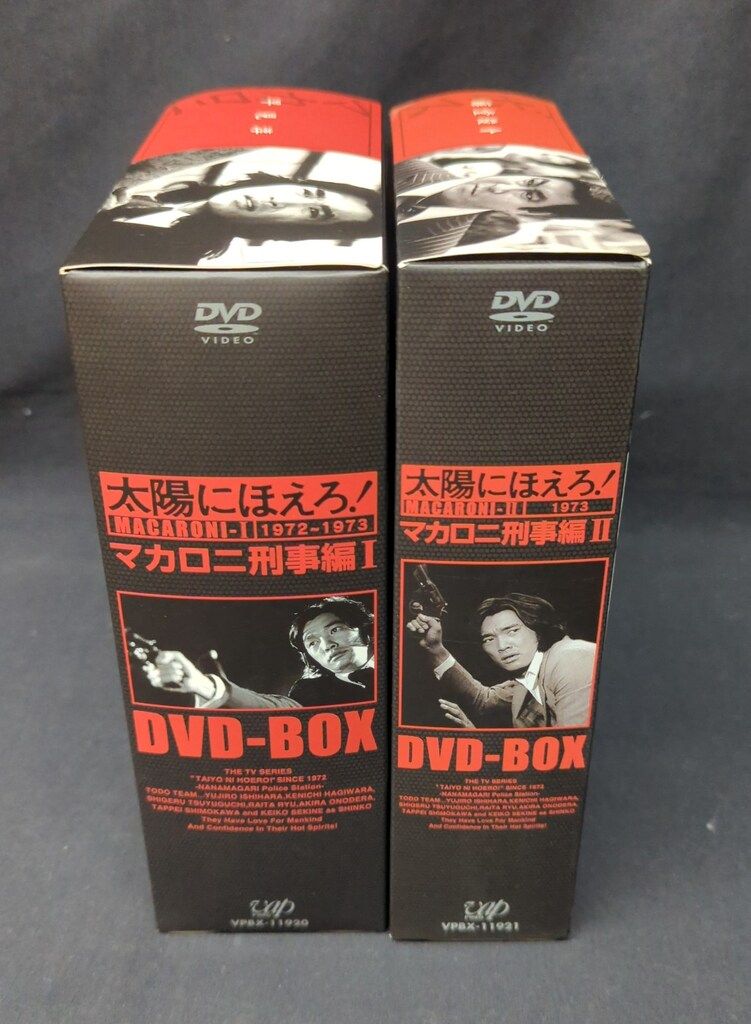 DVD
VIDEO
太陽にほえろ!
MACARONI-I 1972~1973
マカロニ刑事編 I
DVD-BOX
THE TV SERIES
"TAIYO NI HOERO!" SINCE 1972
-NANAMAGARI Police Station-
TODO TEAM...YUJIRO ISHIHARA,KENICHI HAGIWARA,
SHIGERU TSUYUGUCHI,RAITA RYU,AKIRA ONODERA,
TAPPEI SHIMOKAWA and KEIKO SEKINE as SHINKO
They Have Love For Mankind
And Confidence In Their Hot Spirits!
vap
VPBX-11920
DVD
VIDEO
太陽にほえろ!
MACARONI-II 1973
マカロニ刑事編 II
DVD-BOX
THE TV SERIES
"TAIYO NI HOERO!" SINCE 1972
-NANAMAGARI Police Station-
TODO TEAM...YUJIRO ISHIHARA,KENICHI HAGIWARA,
SHIGERU TSUYUGUCHI,RAITA RYU,AKIRA ONODERA,
TAPPEI SHIMOKAWA and KEIKO SEKINE as SHINKO
They Have Love For Mankind
And Confidence In Their Hot Spirits!
vap
VPBX-11921